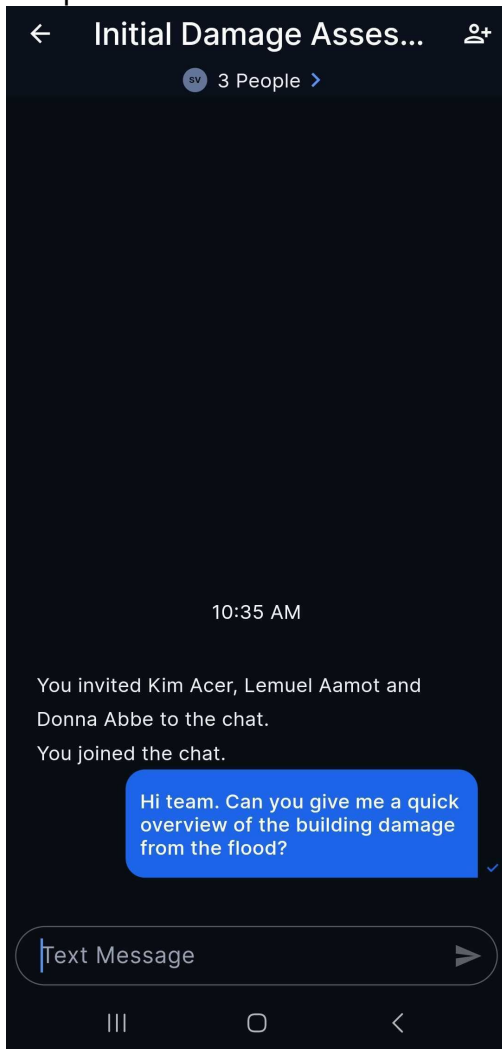 Initial Damage Asses...
SV 3 People >
10:35 AM
You invited Kim Acer, Lemuel Aamot and
Donna Abbe to the chat.
You joined the chat.
Hi team. Can you give me a quick
overview of the building damage
from the flood?
Text Message